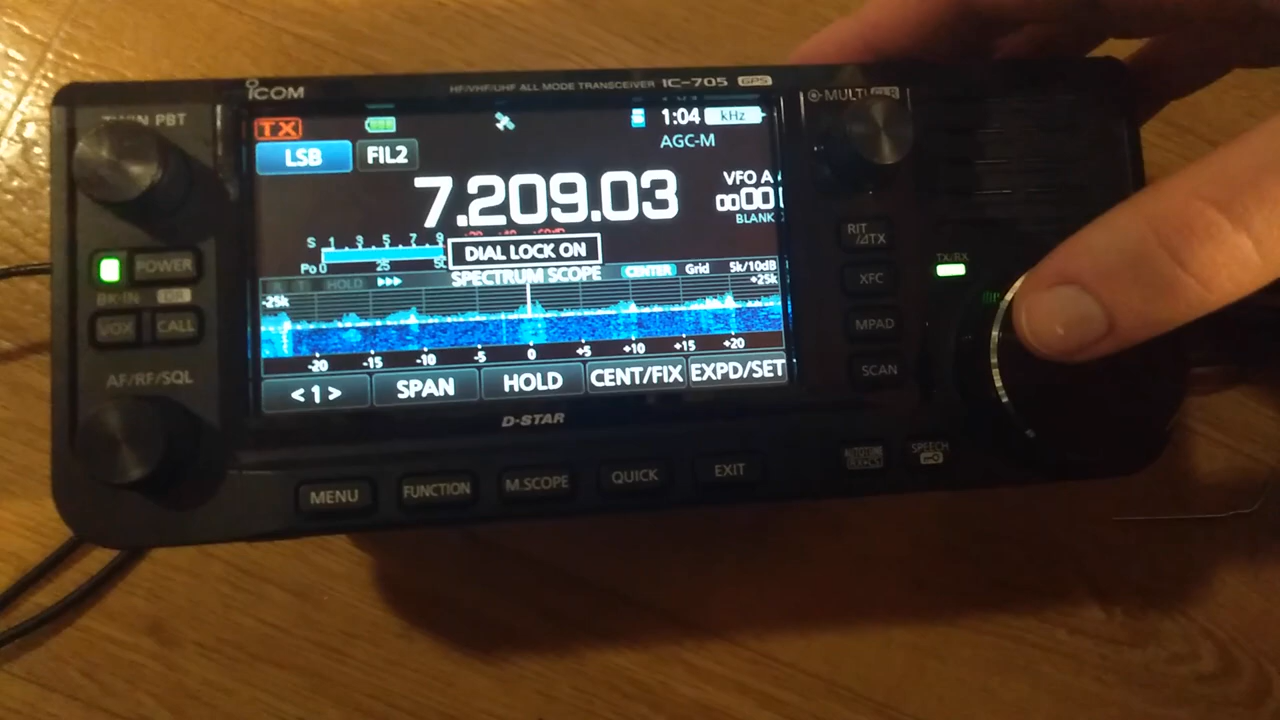 ICOM
HF/VHF/UHF ALL MODE TRANSCEIVER IC-705 GPS
TWIN PBT
MULTI
TX
1:04 kHz
LSB FIL2
AGC-M
7.209.03
VFO A
00
BLANK
S 1 . 3 . 5 . 7 . 9
DIAL LOCK ON
Po 0 25
HOLD
SPECTRUM SCOPE
CENTER Grid 5k/10dB
-25k
+25k
-20 -15 -10 -5 0 +5 +10 +15 +20
<1> SPAN HOLD CENT/FIX EXPD/SET
D-STAR
POWER
BK-IN
VOX CALL
AF/RF/SQL
RIT
/⊿TX
TX/RX
XFC
MPAD
SCAN
SPEECH
MENU FUNCTION M.SCOPE QUICK EXIT